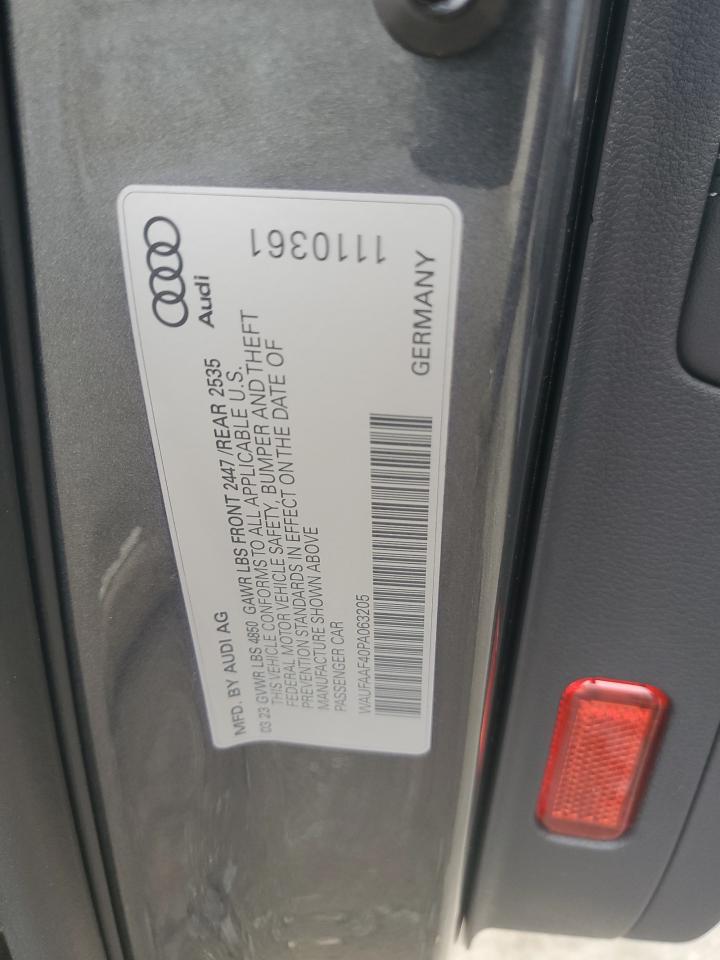 MFD. BY AUDI AG
03 23 GVWR LBS 4850 GAWR LBS FRONT 2447/REAR 2535
THIS VEHICLE CONFORMS TO ALL APPLICABLE U.S.
FEDERAL MOTOR VEHICLE SAFETY, BUMPER AND THEFT
PREVENTION STANDARDS IN EFFECT ON THE DATE OF
MANUFACTURE SHOWN ABOVE
PASSENGER CAR
WAUFAAF40PA063205
Audi
1110361
GERMANY